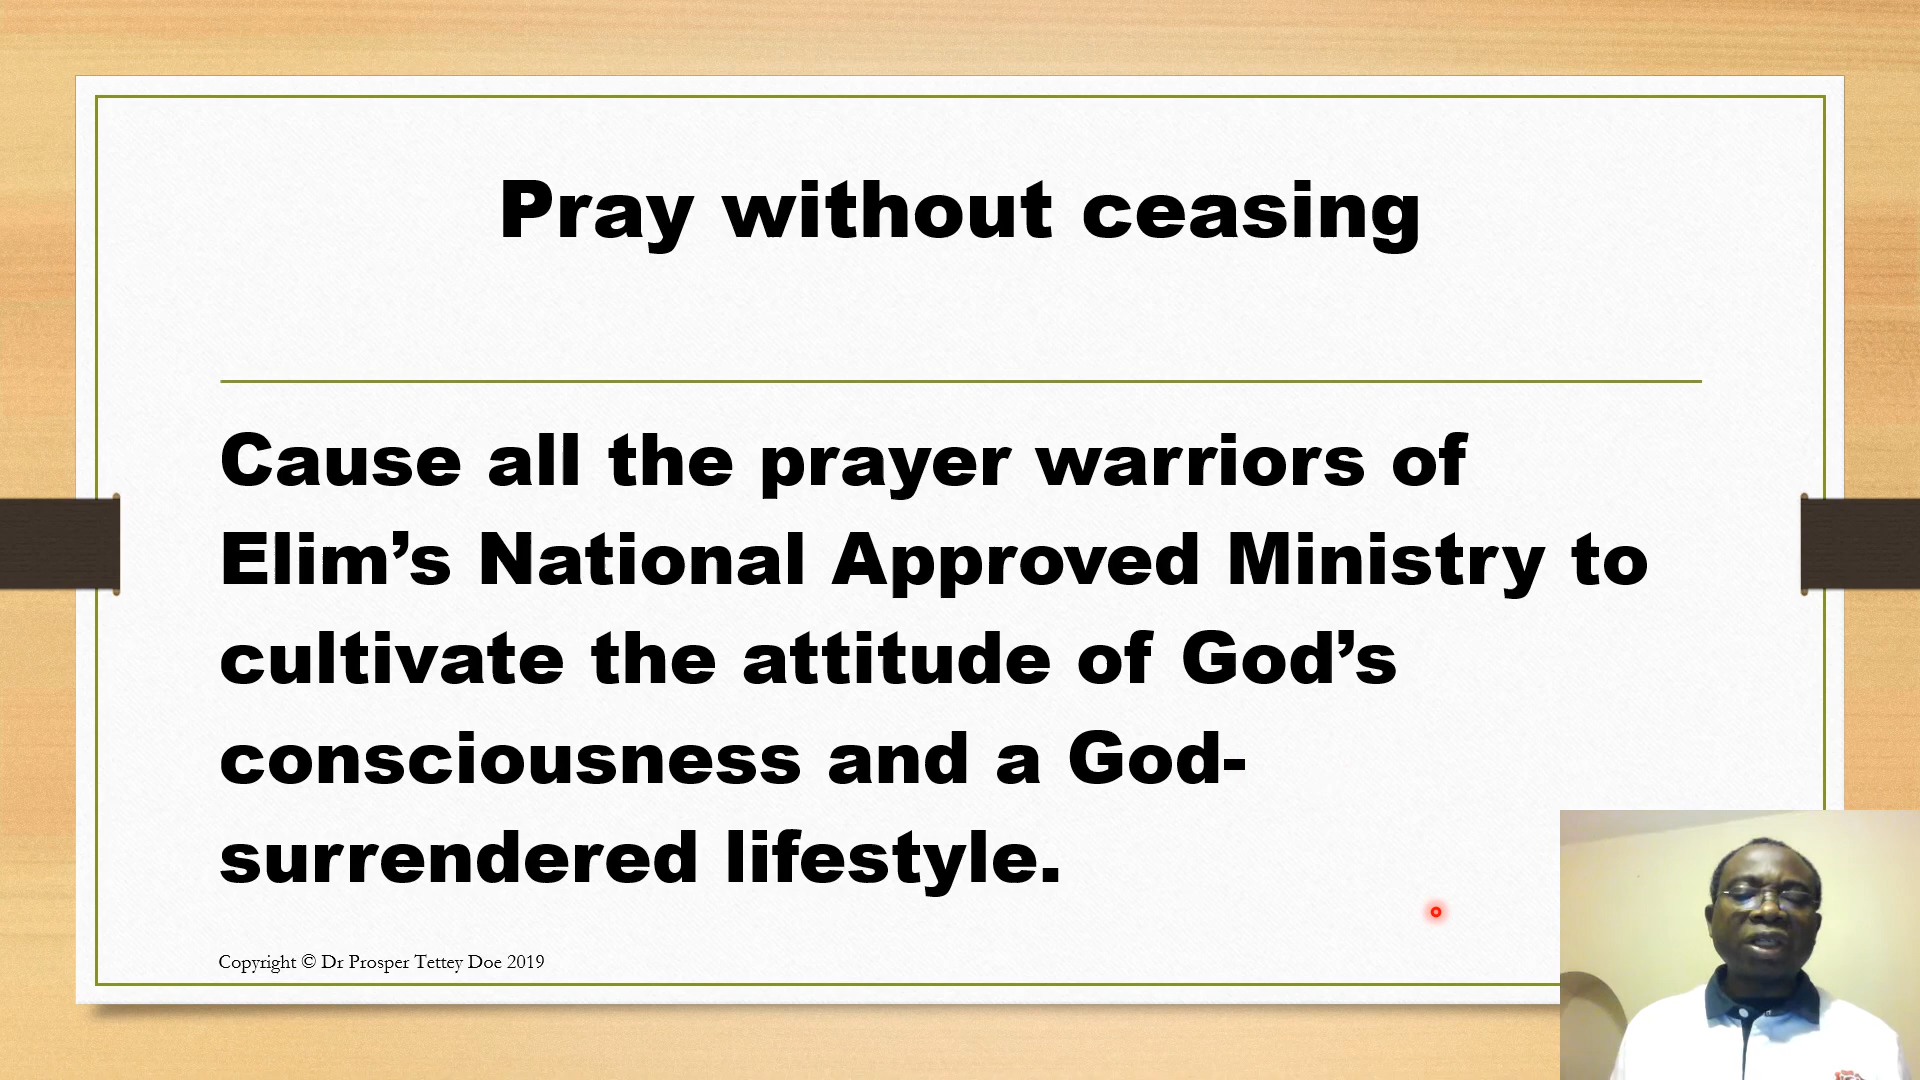 Pray without ceasing
Cause all the prayer warriors of
Elim’s National Approved Ministry to
cultivate the attitude of God’s
consciousness and a God-
surrendered lifestyle.
Copyright © Dr Prosper Tettey Doe 2019